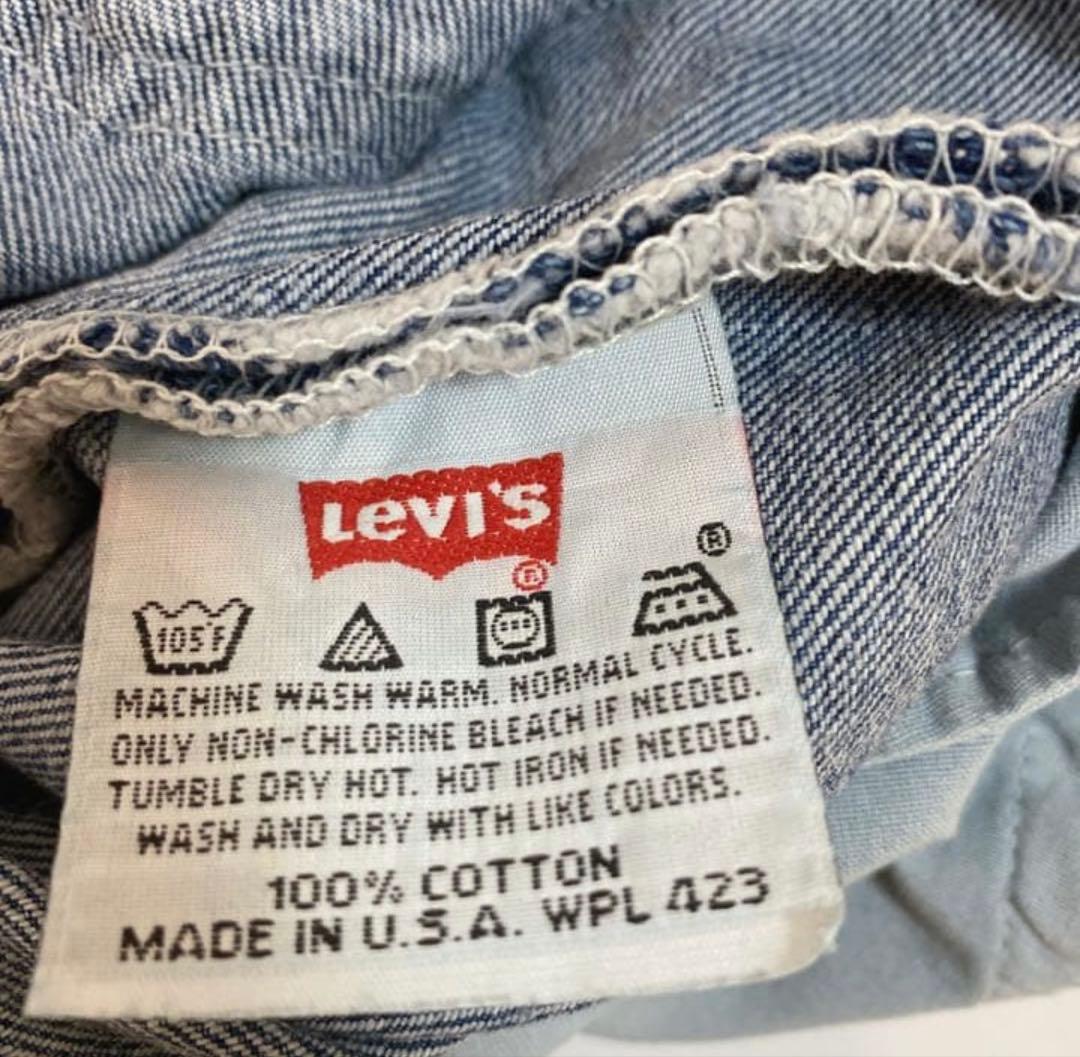 LEVI'S
®
®
105°F
MACHINE WASH WARM. NORMAL CYCLE.
ONLY NON-CHLORINE BLEACH IF NEEDED.
TUMBLE DRY HOT. HOT IRON IF NEEDED.
WASH AND DRY WITH LIKE COLORS.
100% COTTON
MADE IN U.S.A. WPL 423